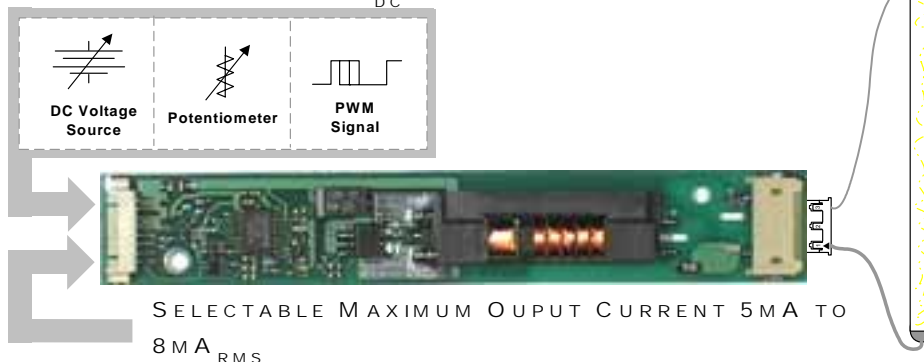 DC
DC Voltage Source
Potentiometer
PWM Signal
SELECTABLE MAXIMUM OUPUT CURRENT 5MA TO
8MA RMS